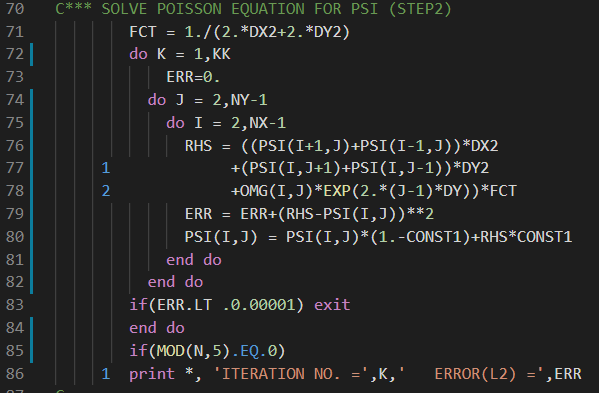 70 C*** SOLVE POISSON EQUATION FOR PSI (STEP2)
71 FCT = 1./(2.*DX2+2.*DY2)
72 do K = 1,KK
73 ERR=0.
74 do J = 2,NY-1
75 do I = 2,NX-1
76 RHS = ((PSI(I+1,J)+PSI(I-1,J))*DX2
77 1 +(PSI(I,J+1)+PSI(I,J-1))*DY2
78 2 +OMG(I,J)*EXP(2.*(J-1)*DY))*FCT
79 ERR = ERR+(RHS-PSI(I,J))**2
80 PSI(I,J) = PSI(I,J)*(1.-CONST1)+RHS*CONST1
81 end do
82 end do
83 if(ERR.LT .0.00001) exit
84 end do
85 if(MOD(N,5).EQ.0)
86 1 print *, 'ITERATION NO. =',K,'   ERROR(L2) =',ERR